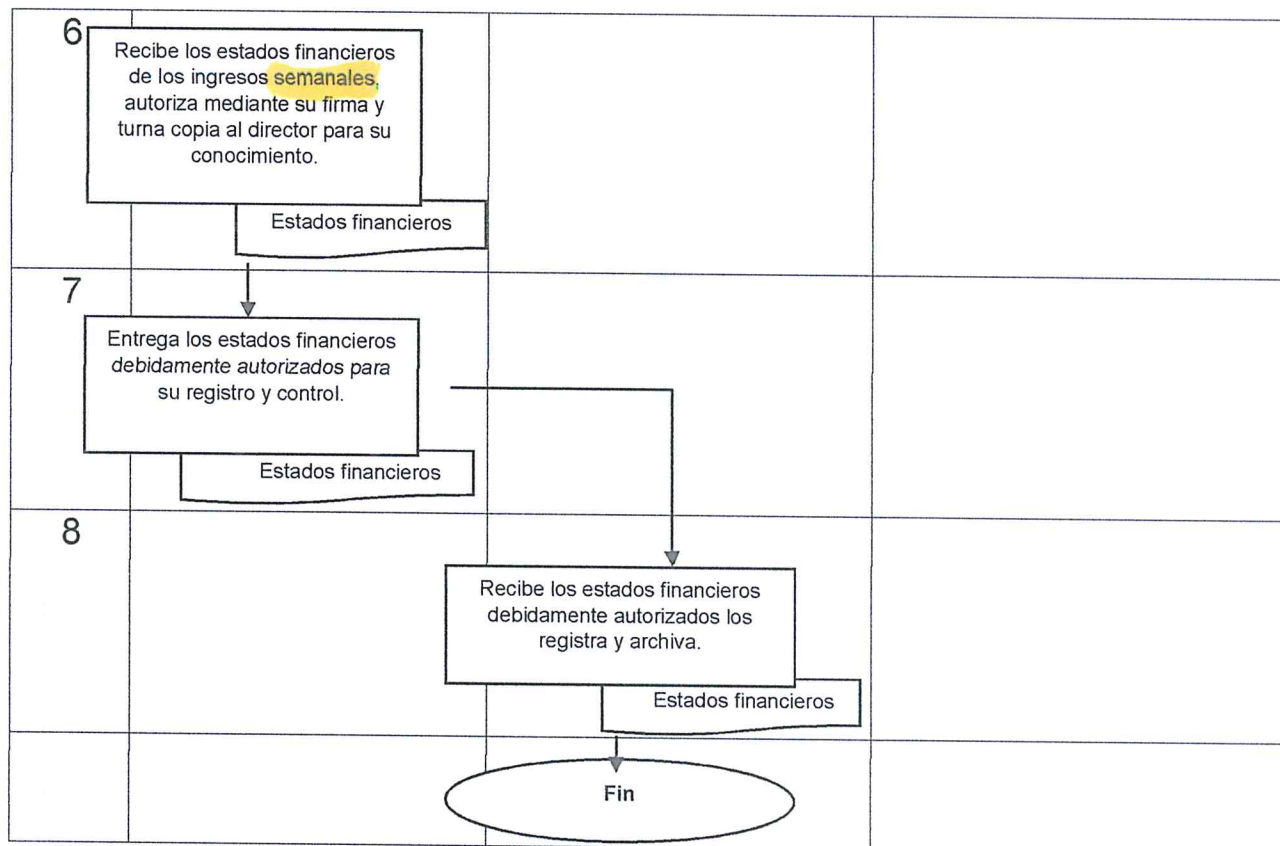 6
Recibe los estados financieros
de los ingresos semanales,
autoriza mediante su firma y
turna copia al director para su
conocimiento.
Estados financieros
7
Entrega los estados financieros
debidamente autorizados para
su registro y control.
Estados financieros
8
Recibe los estados financieros
debidamente autorizados los
registra y archiva.
Estados financieros
Fin